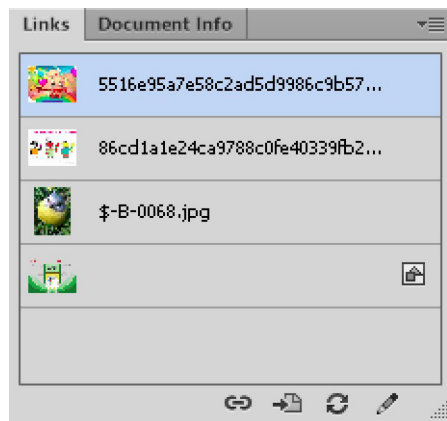 Links
Document Info
5516e95a7e58c2ad5d9986c9b57...
86cd1a1e24ca9788c0fe40339fb2...
$-B-0068.jpg